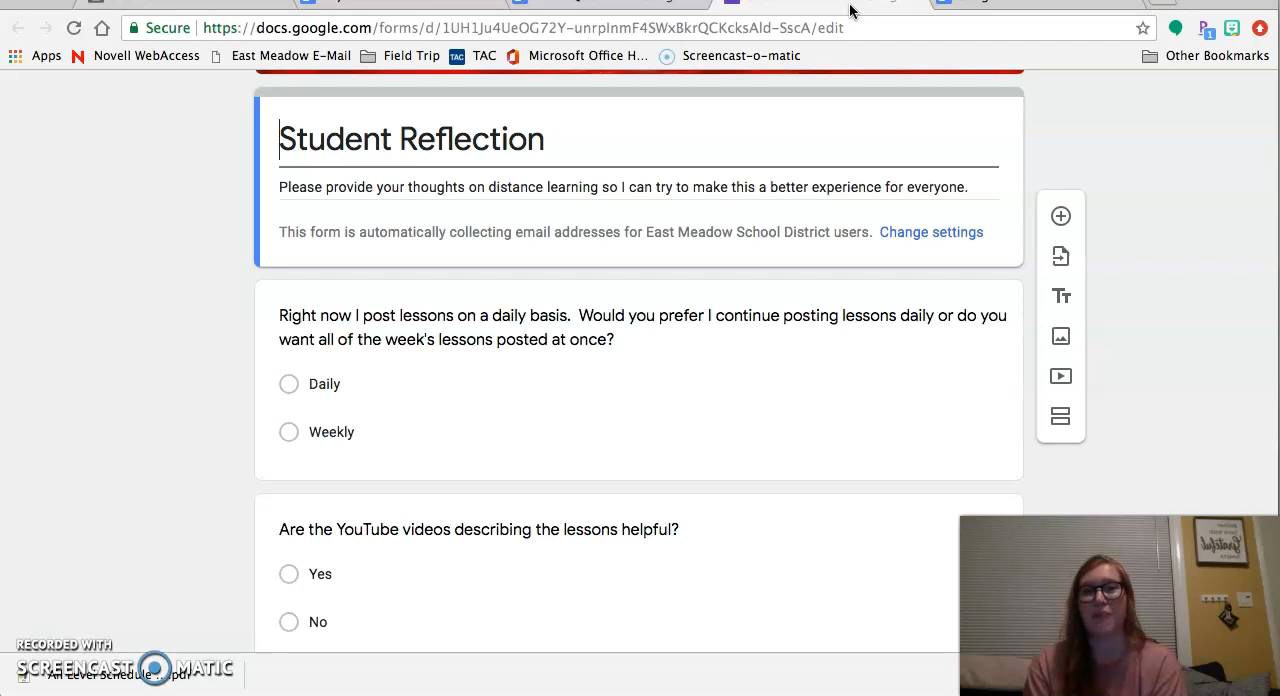 Secure https://docs.google.com/forms/d/1UH1Ju4UeOG72Y-unrpInmF4SWxBkrQCKcksAld-SscA/edit
1
Apps Novell WebAccess East Meadow E-Mail Field Trip TAC TAC Microsoft Office H... Screencast-o-matic Other Bookmarks
Student Reflection
Please provide your thoughts on distance learning so I can try to make this a better experience for everyone.
This form is automatically collecting email addresses for East Meadow School District users. Change settings
Right now I post lessons on a daily basis. Would you prefer I continue posting lessons daily or do you
want all of the week's lessons posted at once?
Daily
Weekly
Are the YouTube videos describing the lessons helpful?
Yes
No
Grateful
RECORDED WITH
SCREENCAST MATIC
Schedule